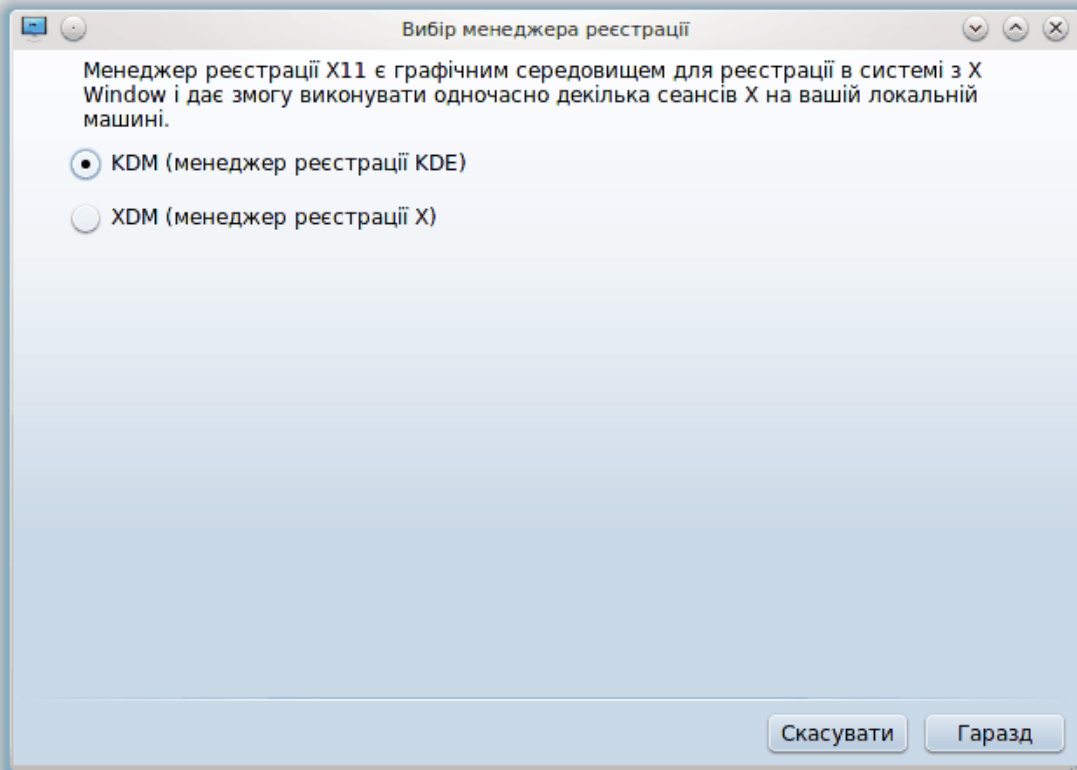 Вибір менеджера реєстрації
Менеджер реєстрації X11 є графічним середовищем для реєстрації в системі з X
Window і дає змогу виконувати одночасно декілька сеансів X на вашій локальній
машині.
KDM (менеджер реєстрації KDE)
XDM (менеджер реєстрації X)
Скасувати
Гаразд